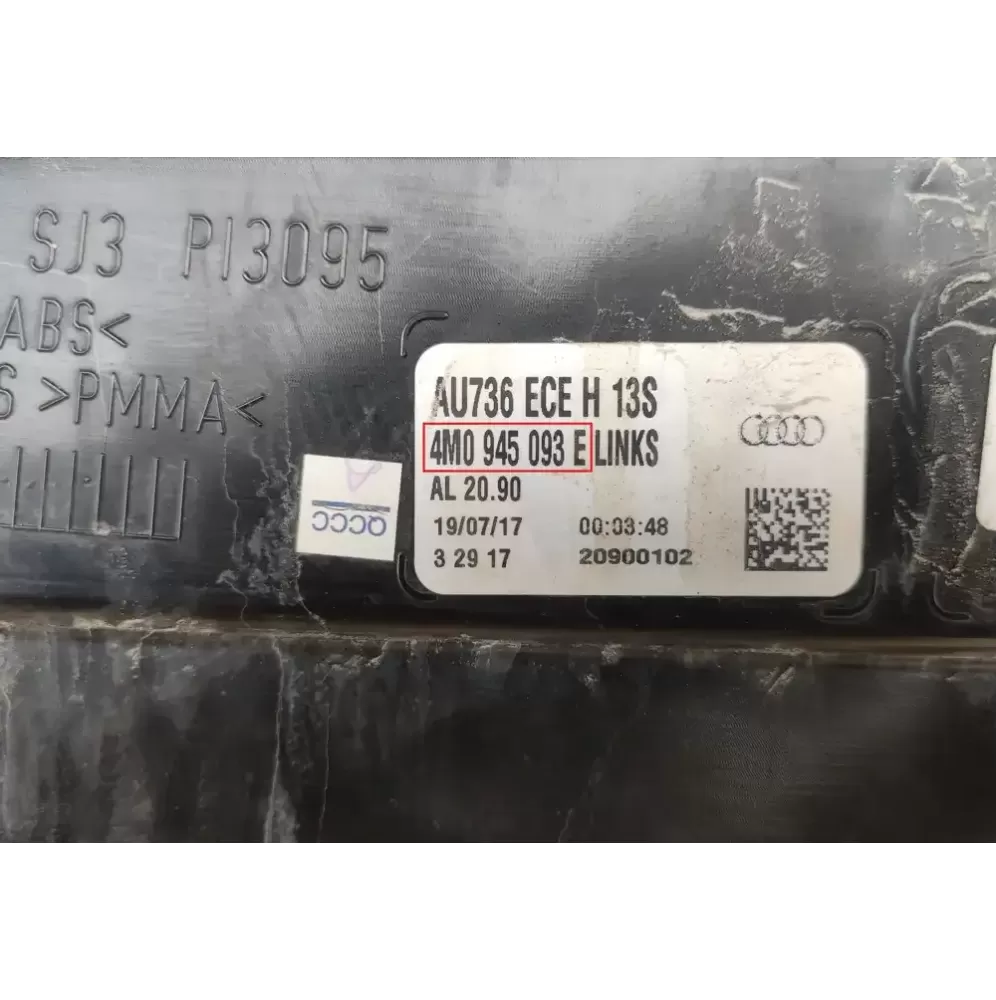 SJ3 PI3095
ABS<
S >PMMA<
AU736 ECE H 13S
4M0 945 093 E LINKS
AL 20.90
19/07/17 00:03:48
3 29 17 20900102
QCCC